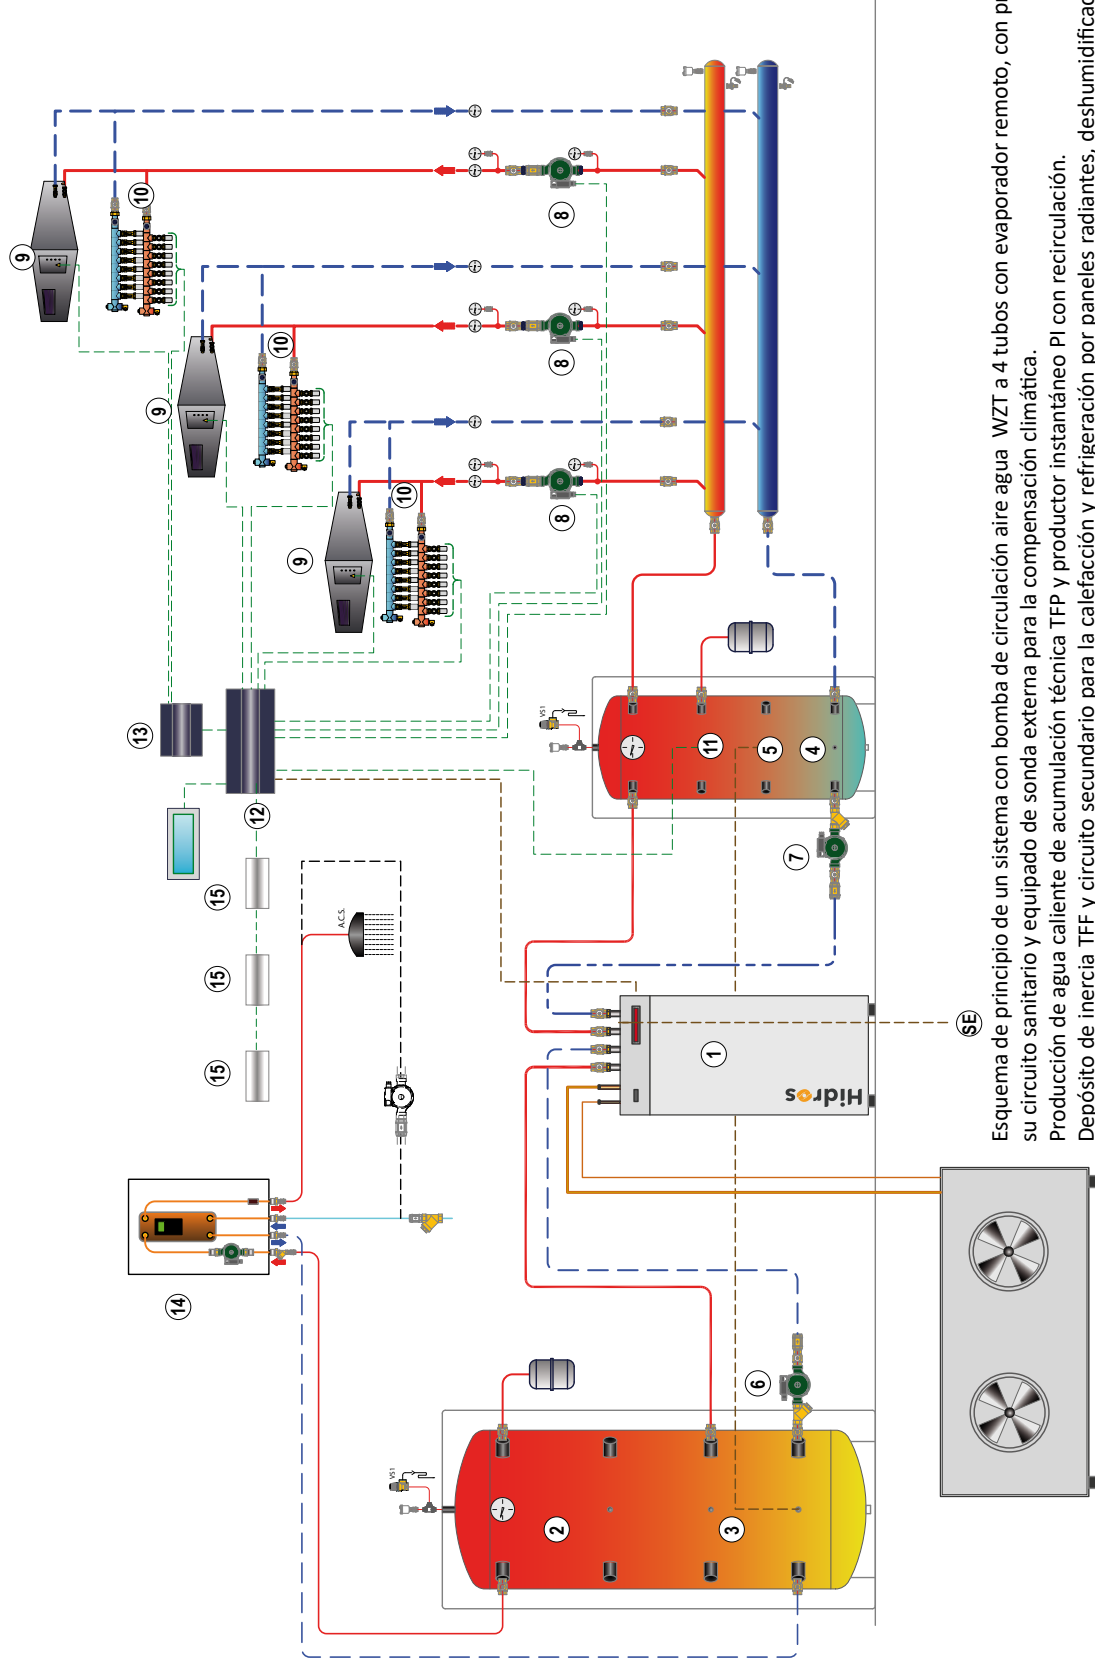 9
10
9
10
9
10
13
12
15
15
15
14
8
8
8
A.C.S.
VS1
11
5
4
7
1
Hidros
SE
VS1
2
3
6
Esquema de principio de un sistema con bomba de circulación aire agua WZT a 4 tubos con evaporador remoto, con
su circuito sanitario y equipado de sonda externa para la compensación climática.
Producción de agua caliente de acumulación técnica TFP y productor instantáneo PI con recirculación.
Depósito de inercia TFF y circuito secundario para la calefacción y refrigeración por paneles radiantes,